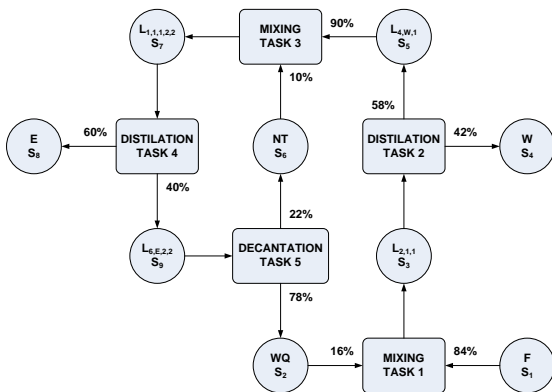 L1,1,1,2,2
S7
MIXING
TASK 3
90%
L4,W,1
S5
10%
E
S8
60%
DISTILATION
TASK 4
NT
S6
58%
DISTILATION
TASK 2
42%
W
S4
40%
22%
L6,E,2,2
S9
DECANTATION
TASK 5
L2,1,1
S3
78%
WQ
S2
16%
MIXING
TASK 1
84%
F
S1